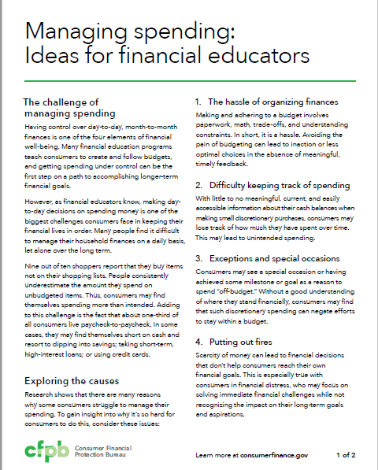 Managing spending:
Ideas for financial educators
The challenge of
managing spending
Having control over day-to-day, month-to-month
finances is one of the four elements of financial
well-being. Many financial education programs
teach consumers to create and follow budgets,
and getting spending under control can be the
first step on a path to accomplishing longer-term
financial goals.
However, as financial educators know, making day-
to-day decisions on spending money is one of the
biggest challenges consumers face in keeping their
financial lives in order. Many people find it difficult
to manage their household finances on a daily basis,
let alone over the long term.
Nine out of ten shoppers report that they buy items
not on their shopping lists. People consistently
underestimate the amount they spend on
unbudgeted items. Thus, consumers may find
themselves spending more than intended. Adding
to this challenge is the fact that about one-third of
all consumers live paycheck-to-paycheck. In some
cases, they may find themselves short on cash and
resort to dipping into savings; taking short-term,
high-interest loans; or using credit cards.
Exploring the causes
Research shows that there are many reasons
why some consumers struggle to manage their
spending. To gain insight into why it's so hard for
consumers to do this, consider these issues:
1. The hassle of organizing finances
Making and adhering to a budget involves
paperwork, math, trade-offs, and understanding
constraints. In short, it is a hassle. Avoiding the
pain of budgeting can lead to inaction or less
optimal choices in the absence of meaningful,
timely feedback.
2. Difficulty keeping track of spending
With little to no meaningful, current, and easily
accessible information about their cash balances when
making small discretionary purchases, consumers may
lose track of how much they have spent over time.
This may lead to unintended spending.
3. Exceptions and special occasions
Consumers may see a special occasion or having
achieved some milestone or goal as a reason to
spend "off-budget." Without a good understanding
of where they stand financially, consumers may find
that such discretionary spending can negate efforts
to stay within a budget.
4. Putting out fires
Scarcity of money can lead to financial decisions
that don't help consumers reach their own
financial goals. This is especially true with
consumers in financial distress, who may focus on
solving immediate financial challenges while not
recognizing the impact on their long-term goals
and aspirations.
cfpb Consumer Financial
Protection Bureau
Learn more at consumerfinance.gov 1 of 2